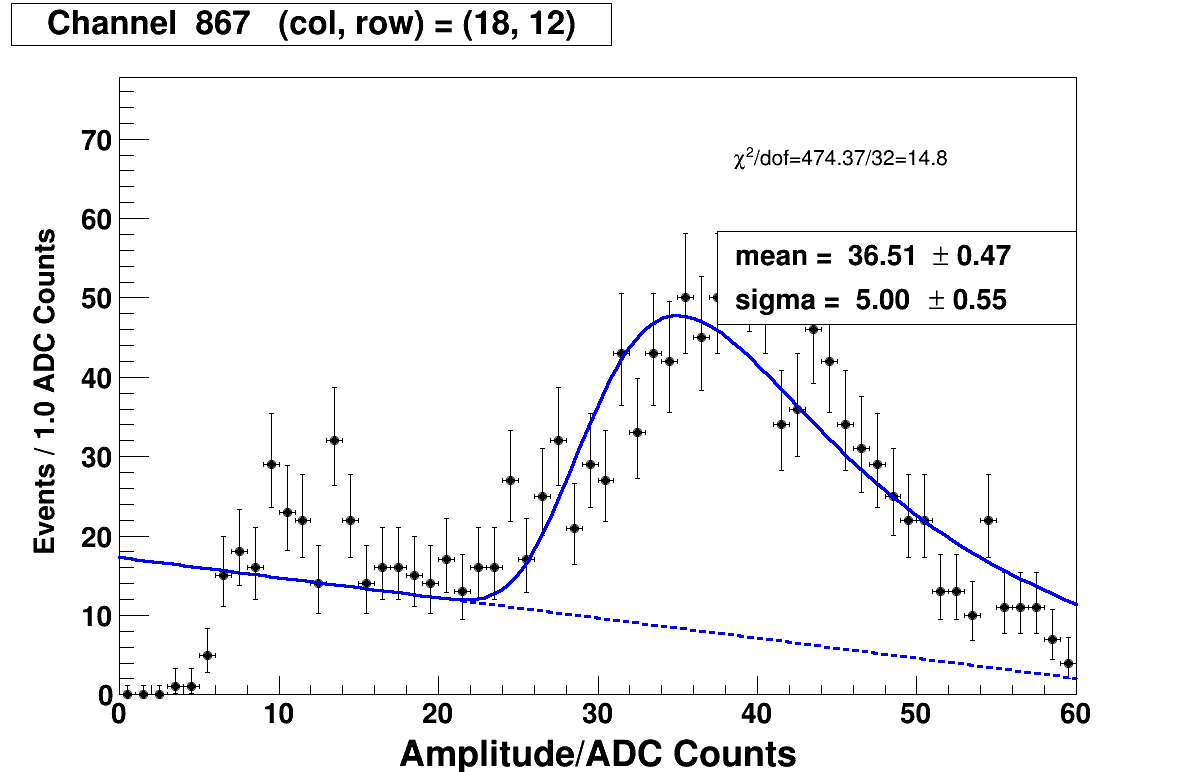 Channel 867 (col, row) = (18, 12)
χ²/dof=474.37/32=14.8
mean = 36.51 ± 0.47
sigma = 5.00 ± 0.55
Events / 1.0 ADC Counts
70
60
50
40
30
20
10
0
0 10 20 30 40 50 60
Amplitude/ADC Counts